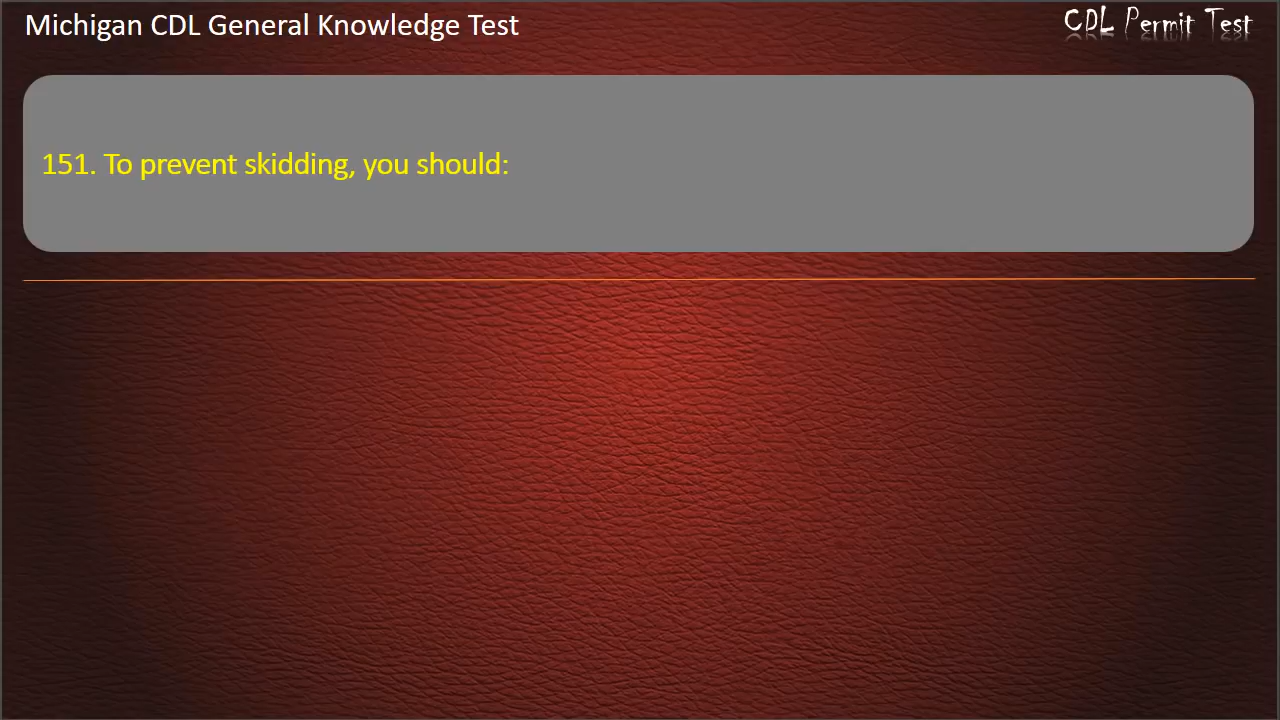 Michigan CDL General Knowledge Test
CDL Permit Test
151. To prevent skidding, you should: